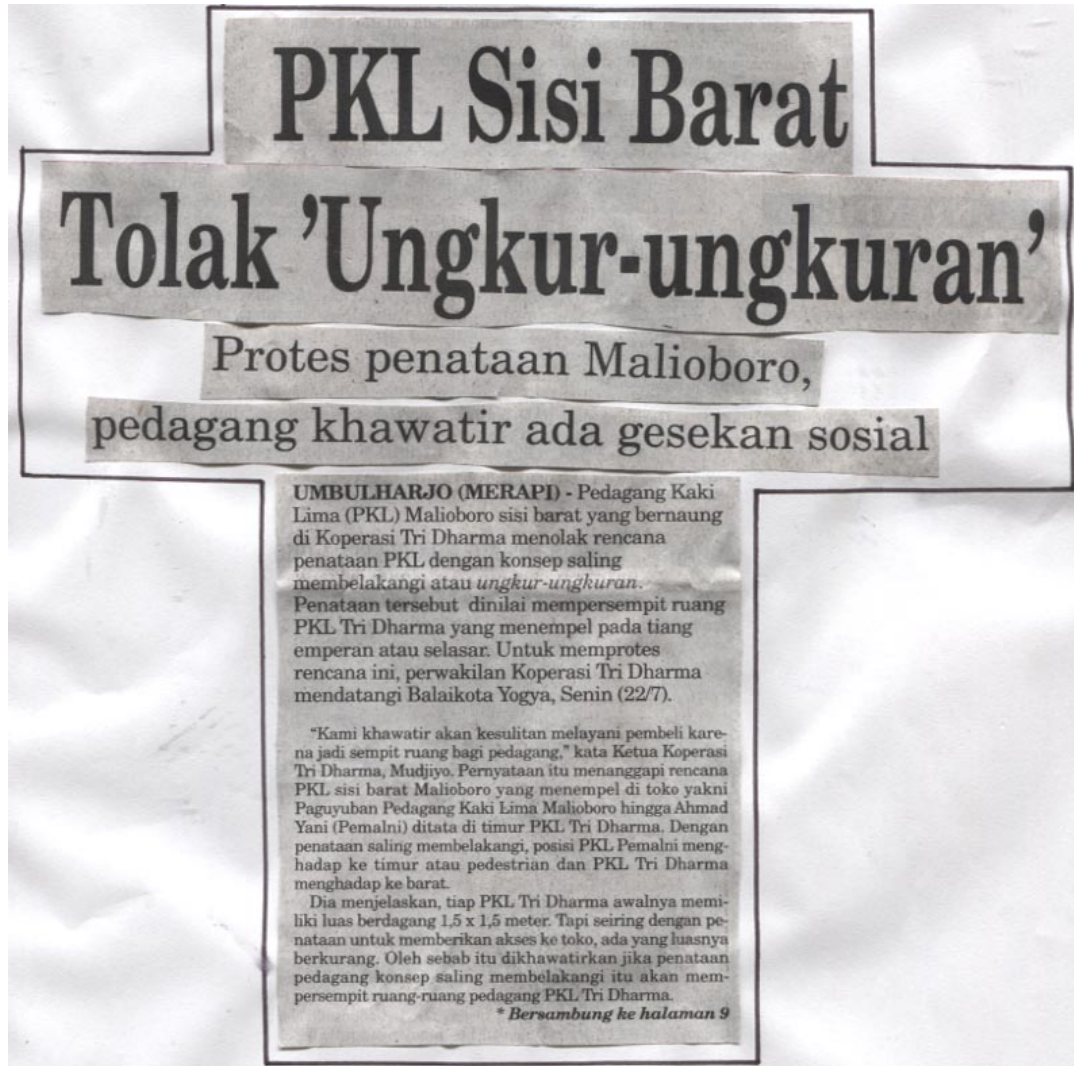 PKL Sisi Barat
Tolak 'Ungkur-ungkuran'
Protes penataan Malioboro,
pedagang khawatir ada gesekan sosial
UMBULHARJO (MERAPI) - Pedagang Kaki
Lima (PKL) Malioboro sisi barat yang bernaung
di Koperasi Tri Dharma menolak rencana
penataan PKL dengan konsep saling
membelakangi atau ungkur-ungkuran.
Penataan tersebut dinilai mempersempit ruang
PKL Tri Dharma yang menempel pada tiang
emperan atau selasar. Untuk memprotes
rencana ini, perwakilan Koperasi Tri Dharma
mendatangi Balaikota Yogya, Senin (22/7).
"Kami khawatir akan kesulitan melayani pembeli kare-
na jadi sempit ruang bagi pedagang," kata Ketua Koperasi
Tri Dharma, Mudjiyo. Pernyataan itu menanggapi rencana
PKL sisi barat Malioboro yang menempel di toko yakni
Paguyuban Pedagang Kaki Lima Malioboro hingga Ahmad
Yani (Pemalni) ditata di timur PKL Tri Dharma. Dengan
penataan saling membelakangi, posisi PKL Pemalni meng-
hadap ke timur atau pedestrian dan PKL Tri Dharma
menghadap ke barat.
Dia menjelaskan, tiap PKL Tri Dharma awalnya memi-
liki luas berdagang 1,5 x 1,5 meter. Tapi seiring dengan pe-
nataan untuk memberikan akses ke toko, ada yang luasnya
berkurang. Oleh sebab itu dikhawatirkan jika penataan
pedagang konsep saling membelakangi itu akan mem-
persempit ruang-ruang pedagang PKL Tri Dharma.
* Bersambung ke halaman 9